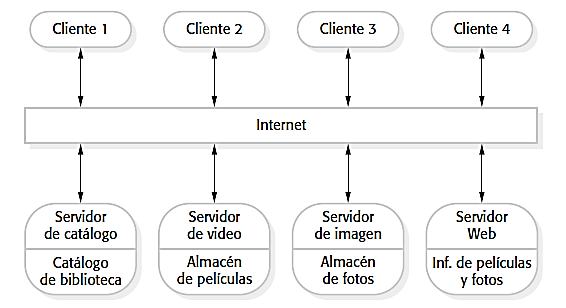 Cliente 1
Cliente 2
Cliente 3
Cliente 4
Internet
Servidor
de catálogo
Catálogo
de biblioteca
Servidor
de video
Almacén
de películas
Servidor
de imagen
Almacén
de fotos
Servidor
Web
Inf. de películas
y fotos